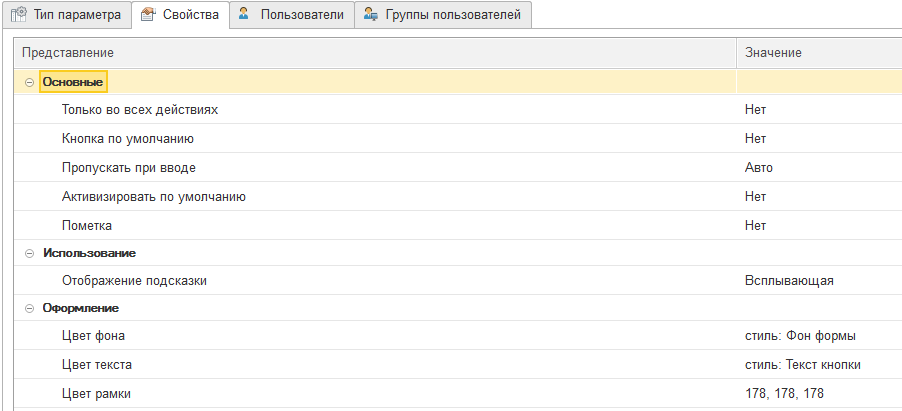 Тип параметра Свойства Пользователи Группы пользователей
Представление Значение
Основные
Только во всех действиях Нет
Кнопка по умолчанию Нет
Пропускать при вводе Авто
Активизировать по умолчанию Нет
Пометка Нет
Использование
Отображение подсказки Всплывающая
Оформление
Цвет фона стиль: Фон формы
Цвет текста стиль: Текст кнопки
Цвет рамки 178, 178, 178